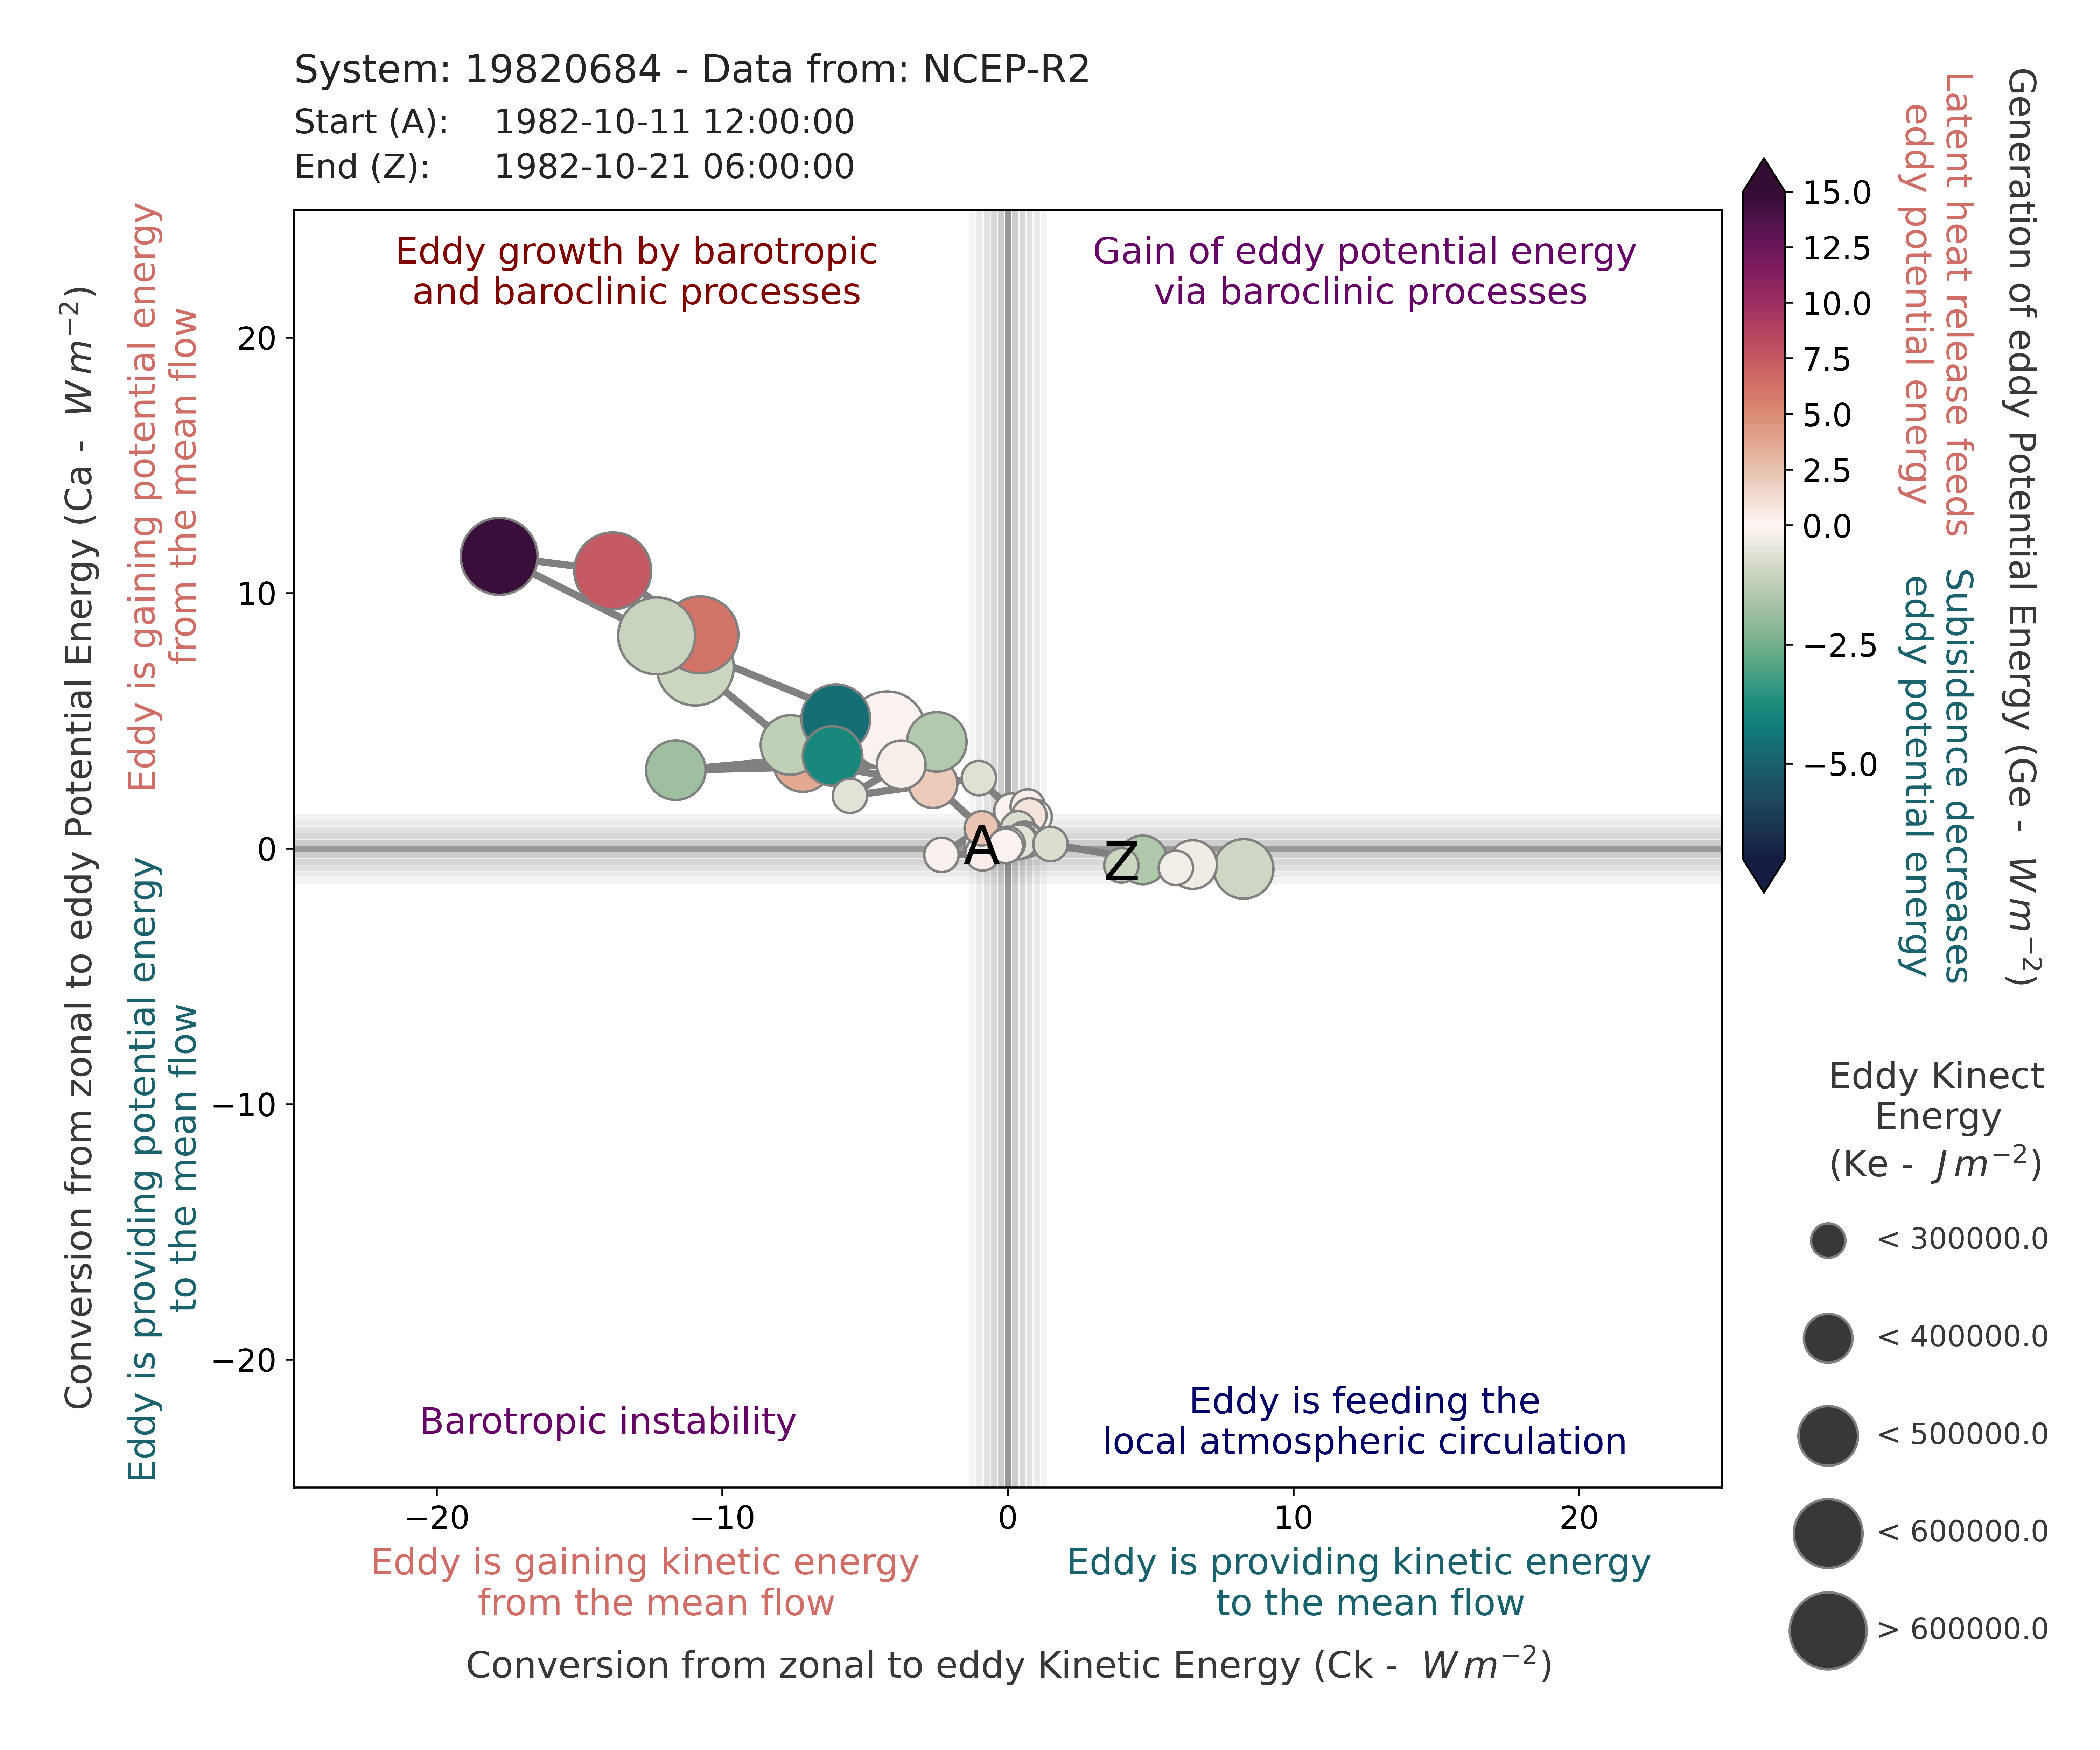 System: 19820684 - Data from: NCEP-R2
Start (A): 1982-10-11 12:00:00
End (Z): 1982-10-21 06:00:00
Conversion from zonal to eddy Potential Energy (Ca - W m⁻²)
Eddy is gaining potential energy
from the mean flow
Eddy is providing potential energy
to the mean flow
Eddy growth by barotropic
and baroclinic processes
Gain of eddy potential energy
via baroclinic processes
Barotropic instability
Eddy is feeding the
local atmospheric circulation
A
Z
20
10
0
−10
−20
−20
−10
0
10
20
Eddy is gaining kinetic energy
from the mean flow
Eddy is providing kinetic energy
to the mean flow
Conversion from zonal to eddy Kinetic Energy (Ck - W m⁻²)
15.0
12.5
10.0
7.5
5.0
2.5
0.0
−2.5
−5.0
Latent heat release feeds
eddy potential energy
Subisidence decreases
eddy potential energy
Generation of eddy Potential Energy (Ge - W m⁻²)
Eddy Kinect
Energy
(Ke - J m⁻²)
< 300000.0
< 400000.0
< 500000.0
< 600000.0
> 600000.0